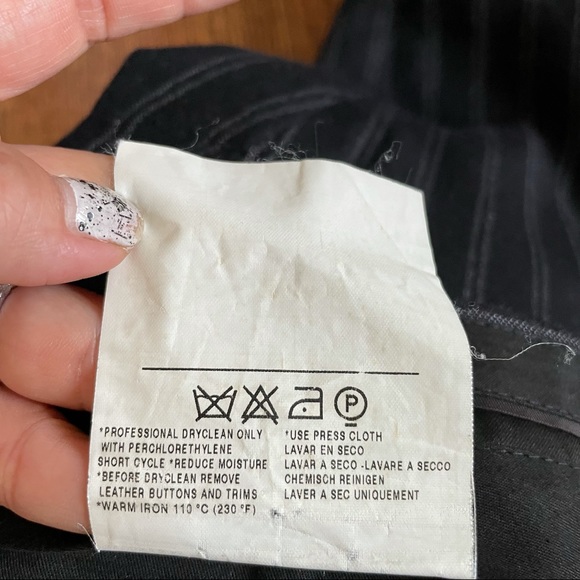 P
*PROFESSIONAL DRYCLEAN ONLY
WITH PERCHLORETHYLENE
SHORT CYCLE *REDUCE MOISTURE
*BEFORE DRYCLEAN REMOVE
LEATHER BUTTONS AND TRIMS
*WARM IRON 110 °C (230 °F)
*USE PRESS CLOTH
LAVAR EN SECO
LAVAR A SECO -LAVARE A SECCO
CHEMISCH REINIGEN
LAVER A SEC UNIQUEMENT